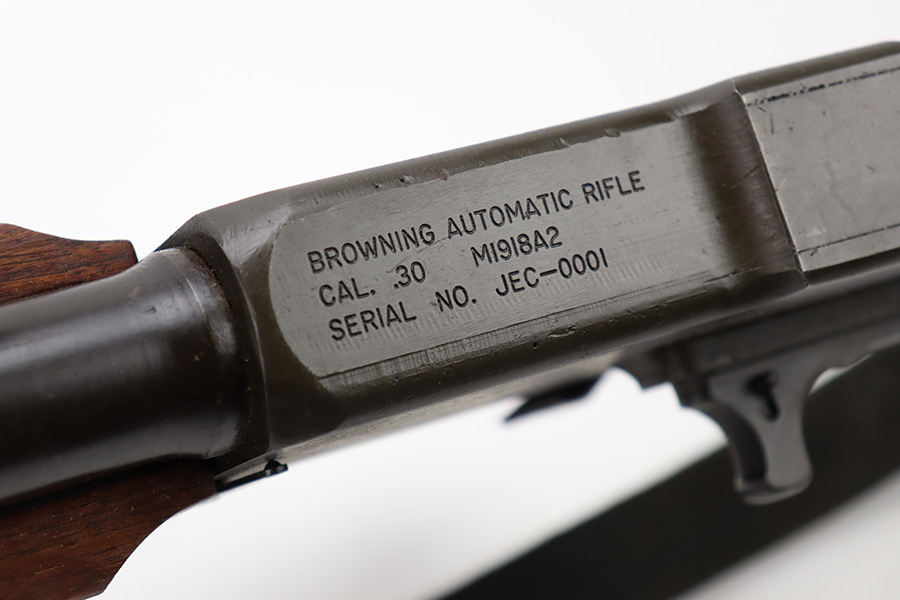 BROWNING AUTOMATIC RIFLE
CAL. .30 M1918A2
SERIAL NO. JEC-0001